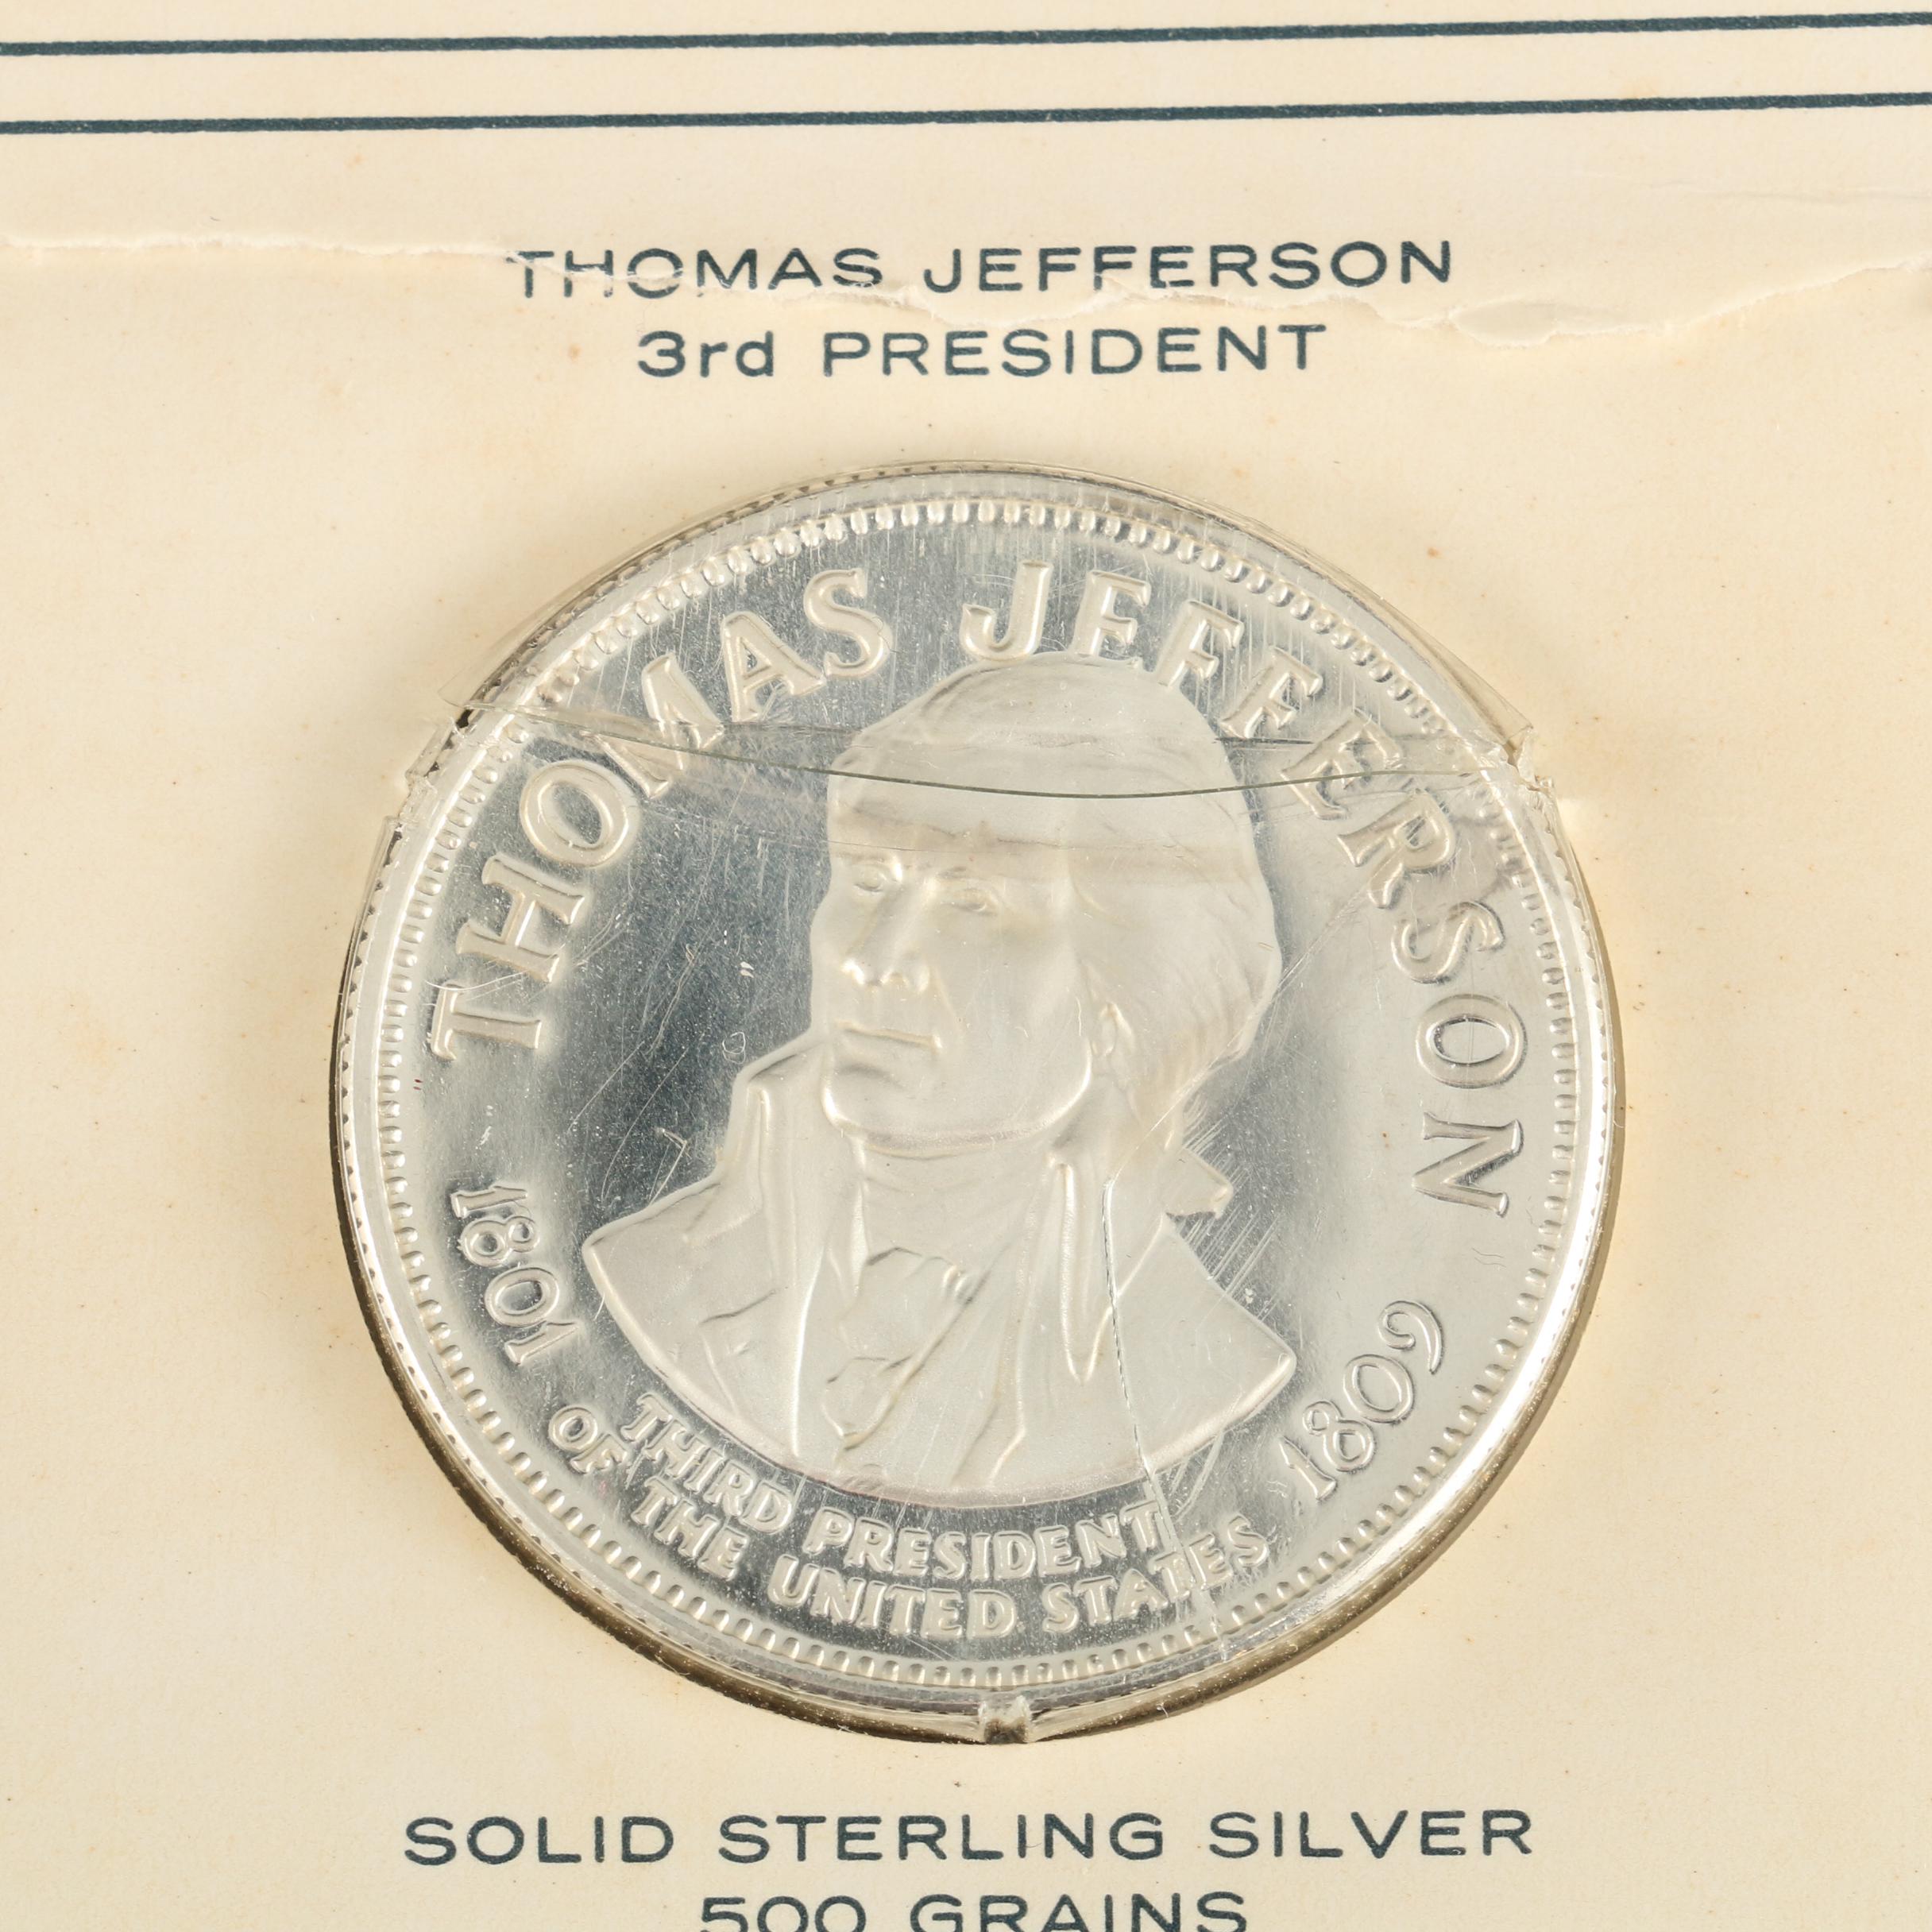 THOMAS JEFFERSON
3rd PRESIDENT
THOMAS JEFFERSON
1801
1809
THIRD PRESIDENT
OF THE UNITED STATES
SOLID STERLING SILVER
500 GRAINS